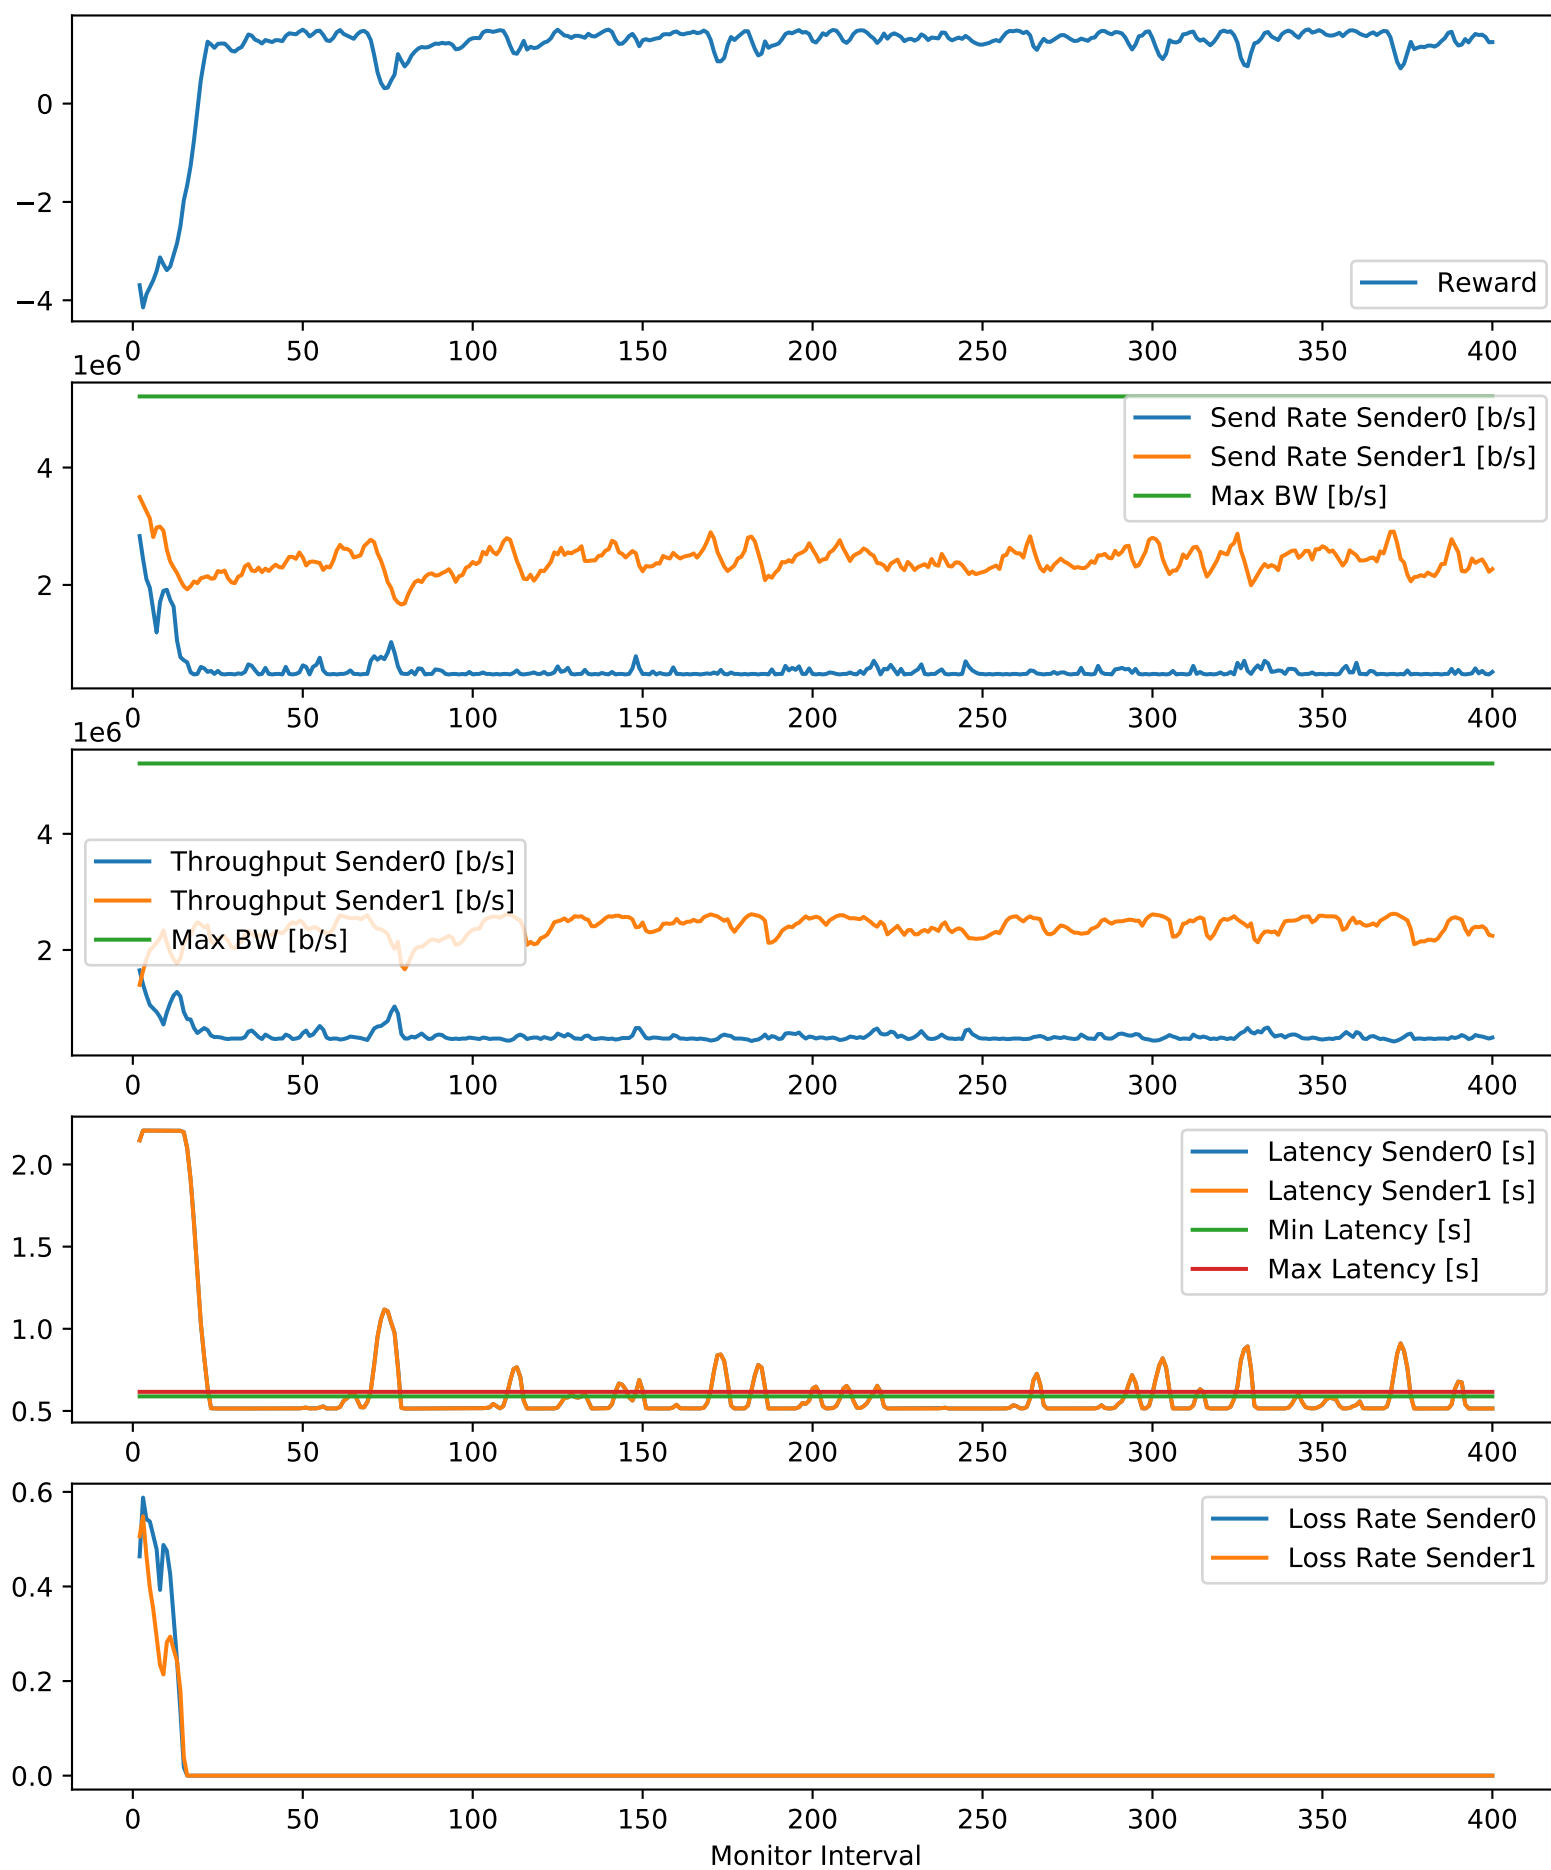 0
−2
−4
Reward
0 50 100 150 200 250 300 350 400
1e6
4
2
Send Rate Sender0 [b/s]
Send Rate Sender1 [b/s]
Max BW [b/s]
0 50 100 150 200 250 300 350 400
1e6
4
2
Throughput Sender0 [b/s]
Throughput Sender1 [b/s]
Max BW [b/s]
0 50 100 150 200 250 300 350 400
2.0
1.5
1.0
0.5
Latency Sender0 [s]
Latency Sender1 [s]
Min Latency [s]
Max Latency [s]
0 50 100 150 200 250 300 350 400
0.6
0.4
0.2
0.0
Loss Rate Sender0
Loss Rate Sender1
0 50 100 150 200 250 300 350 400
Monitor Interval